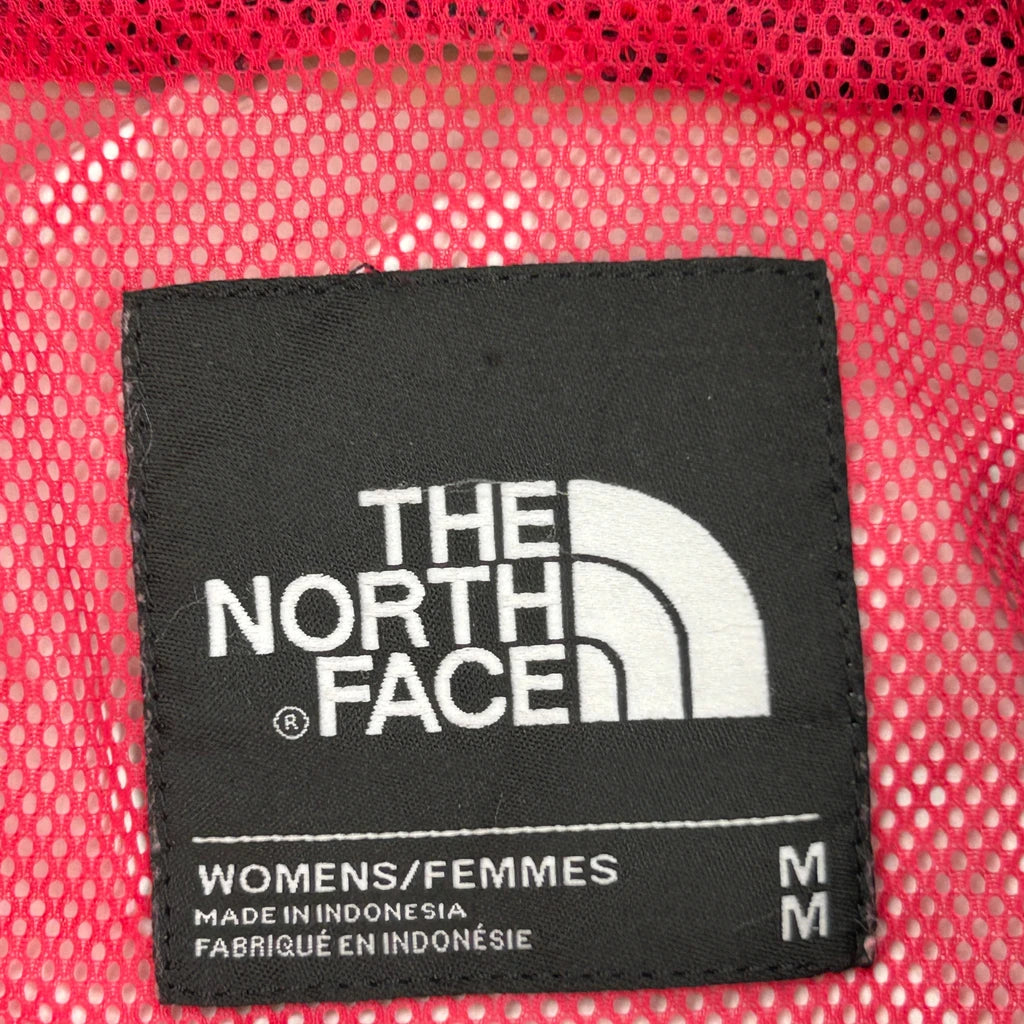 THE
NORTH
® FACE
WOMENS/FEMMES M
MADE IN INDONESIA
FABRIQUÉ EN INDONÉSIE M